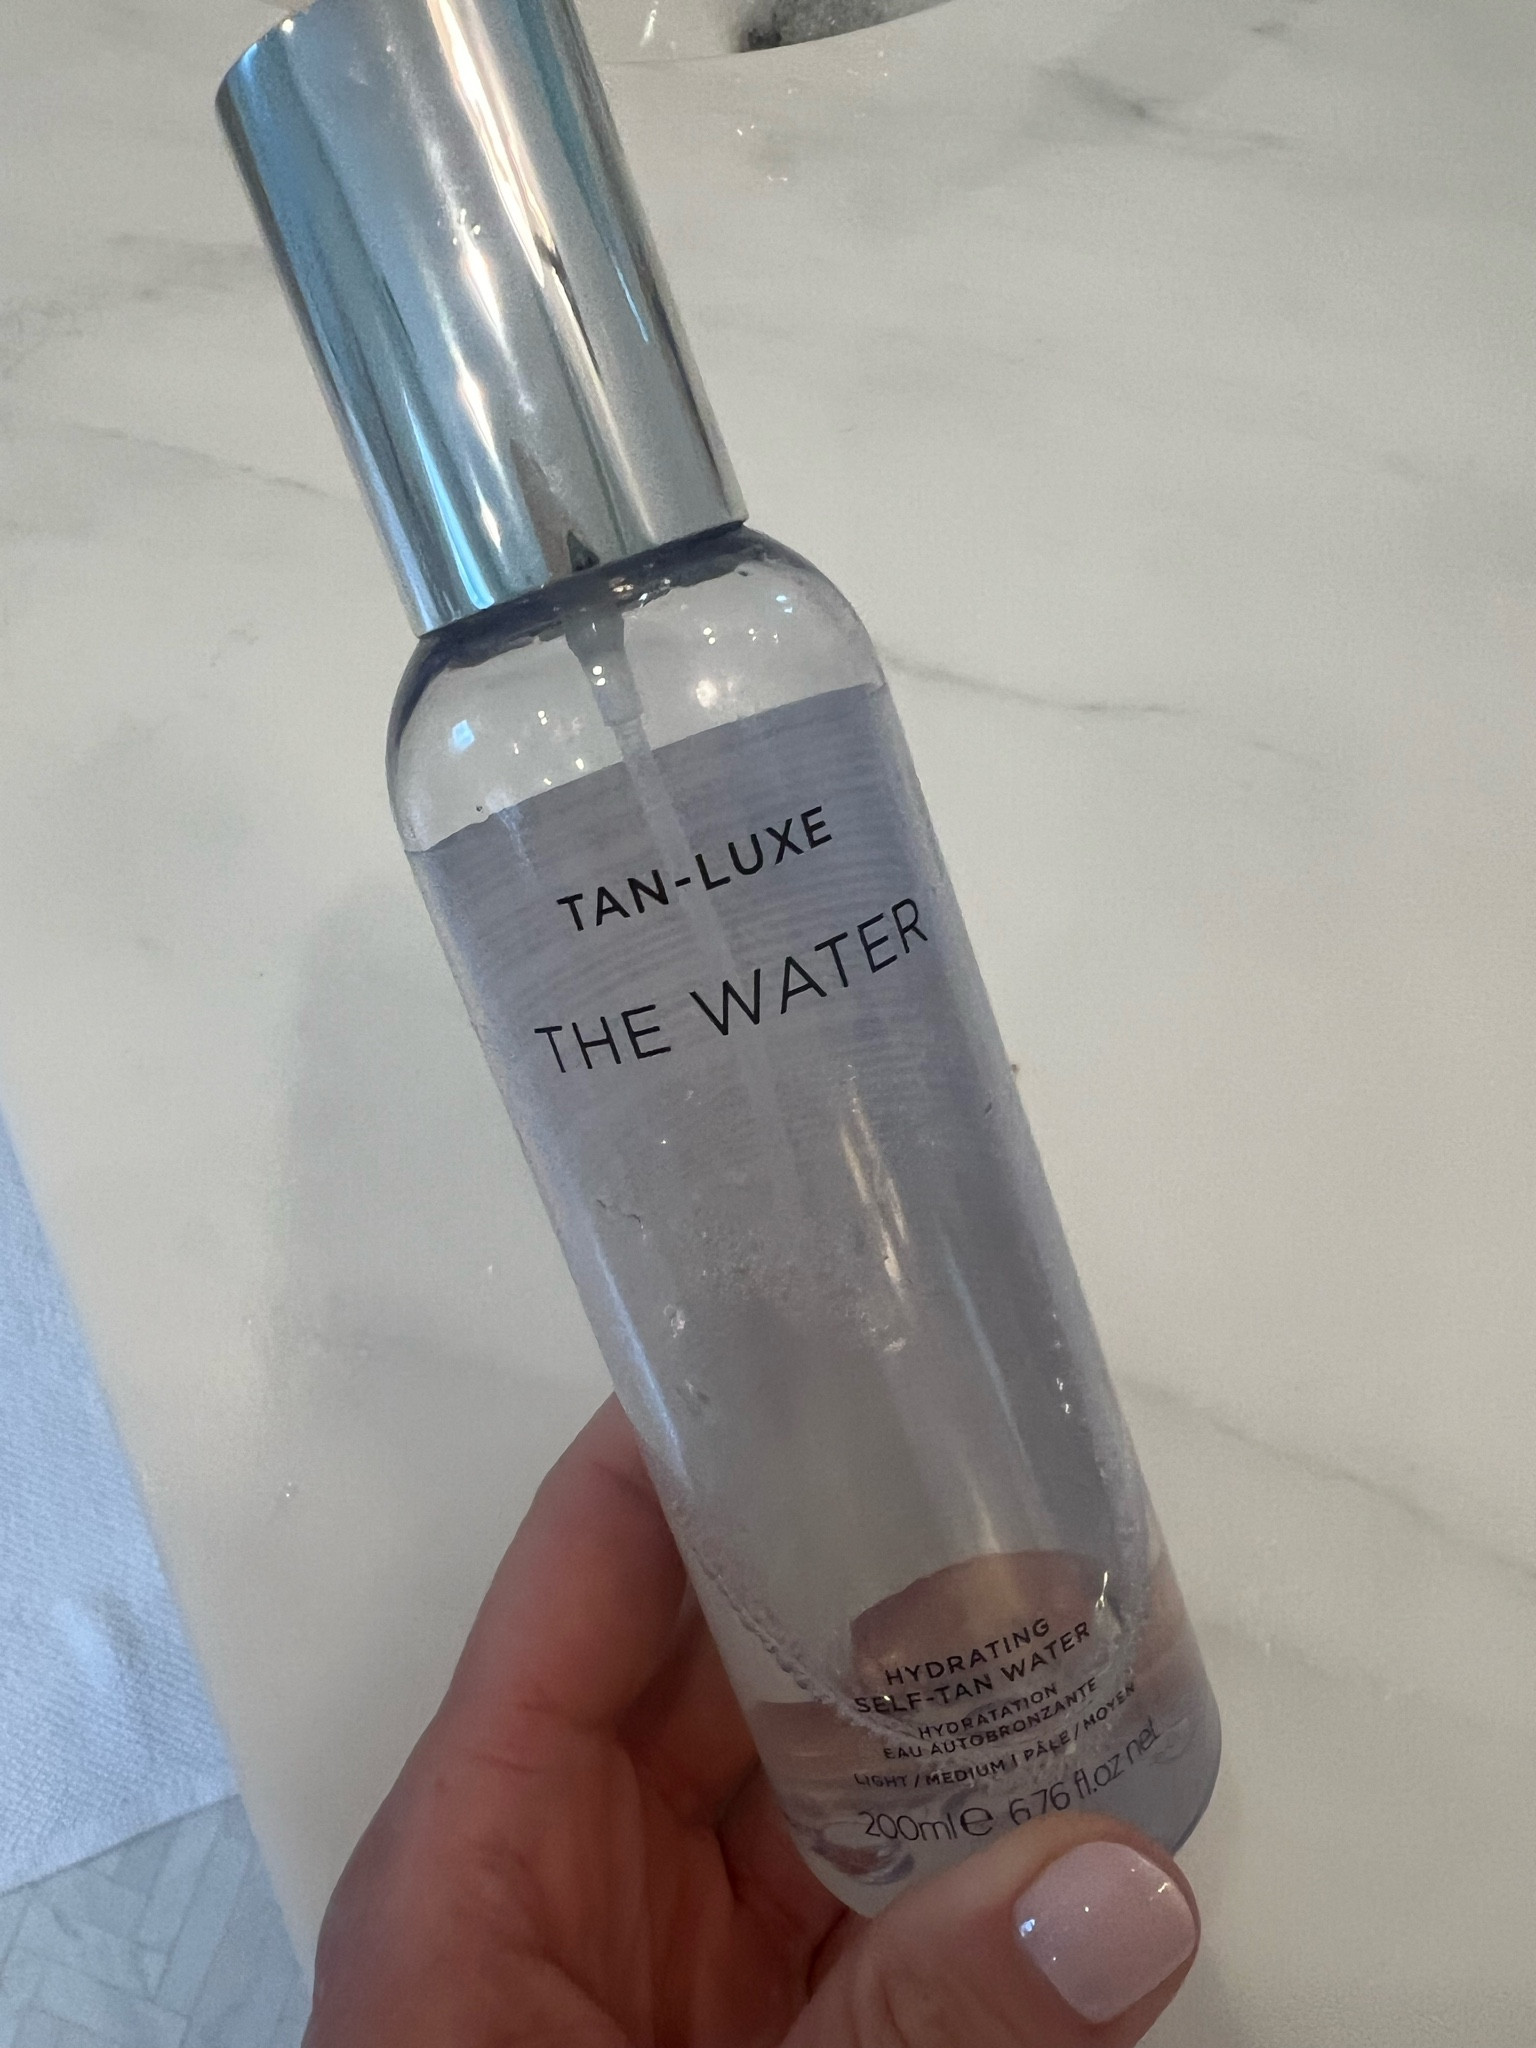 TAN-LUXE
THE WATER
HYDRATING
SELF-TAN WATER
HYDRATATION
EAU AUTOBRONZANTE
LIGHT / MEDIUM | PÂLE / MOYEN
200ml e 6.76 fl.oz net